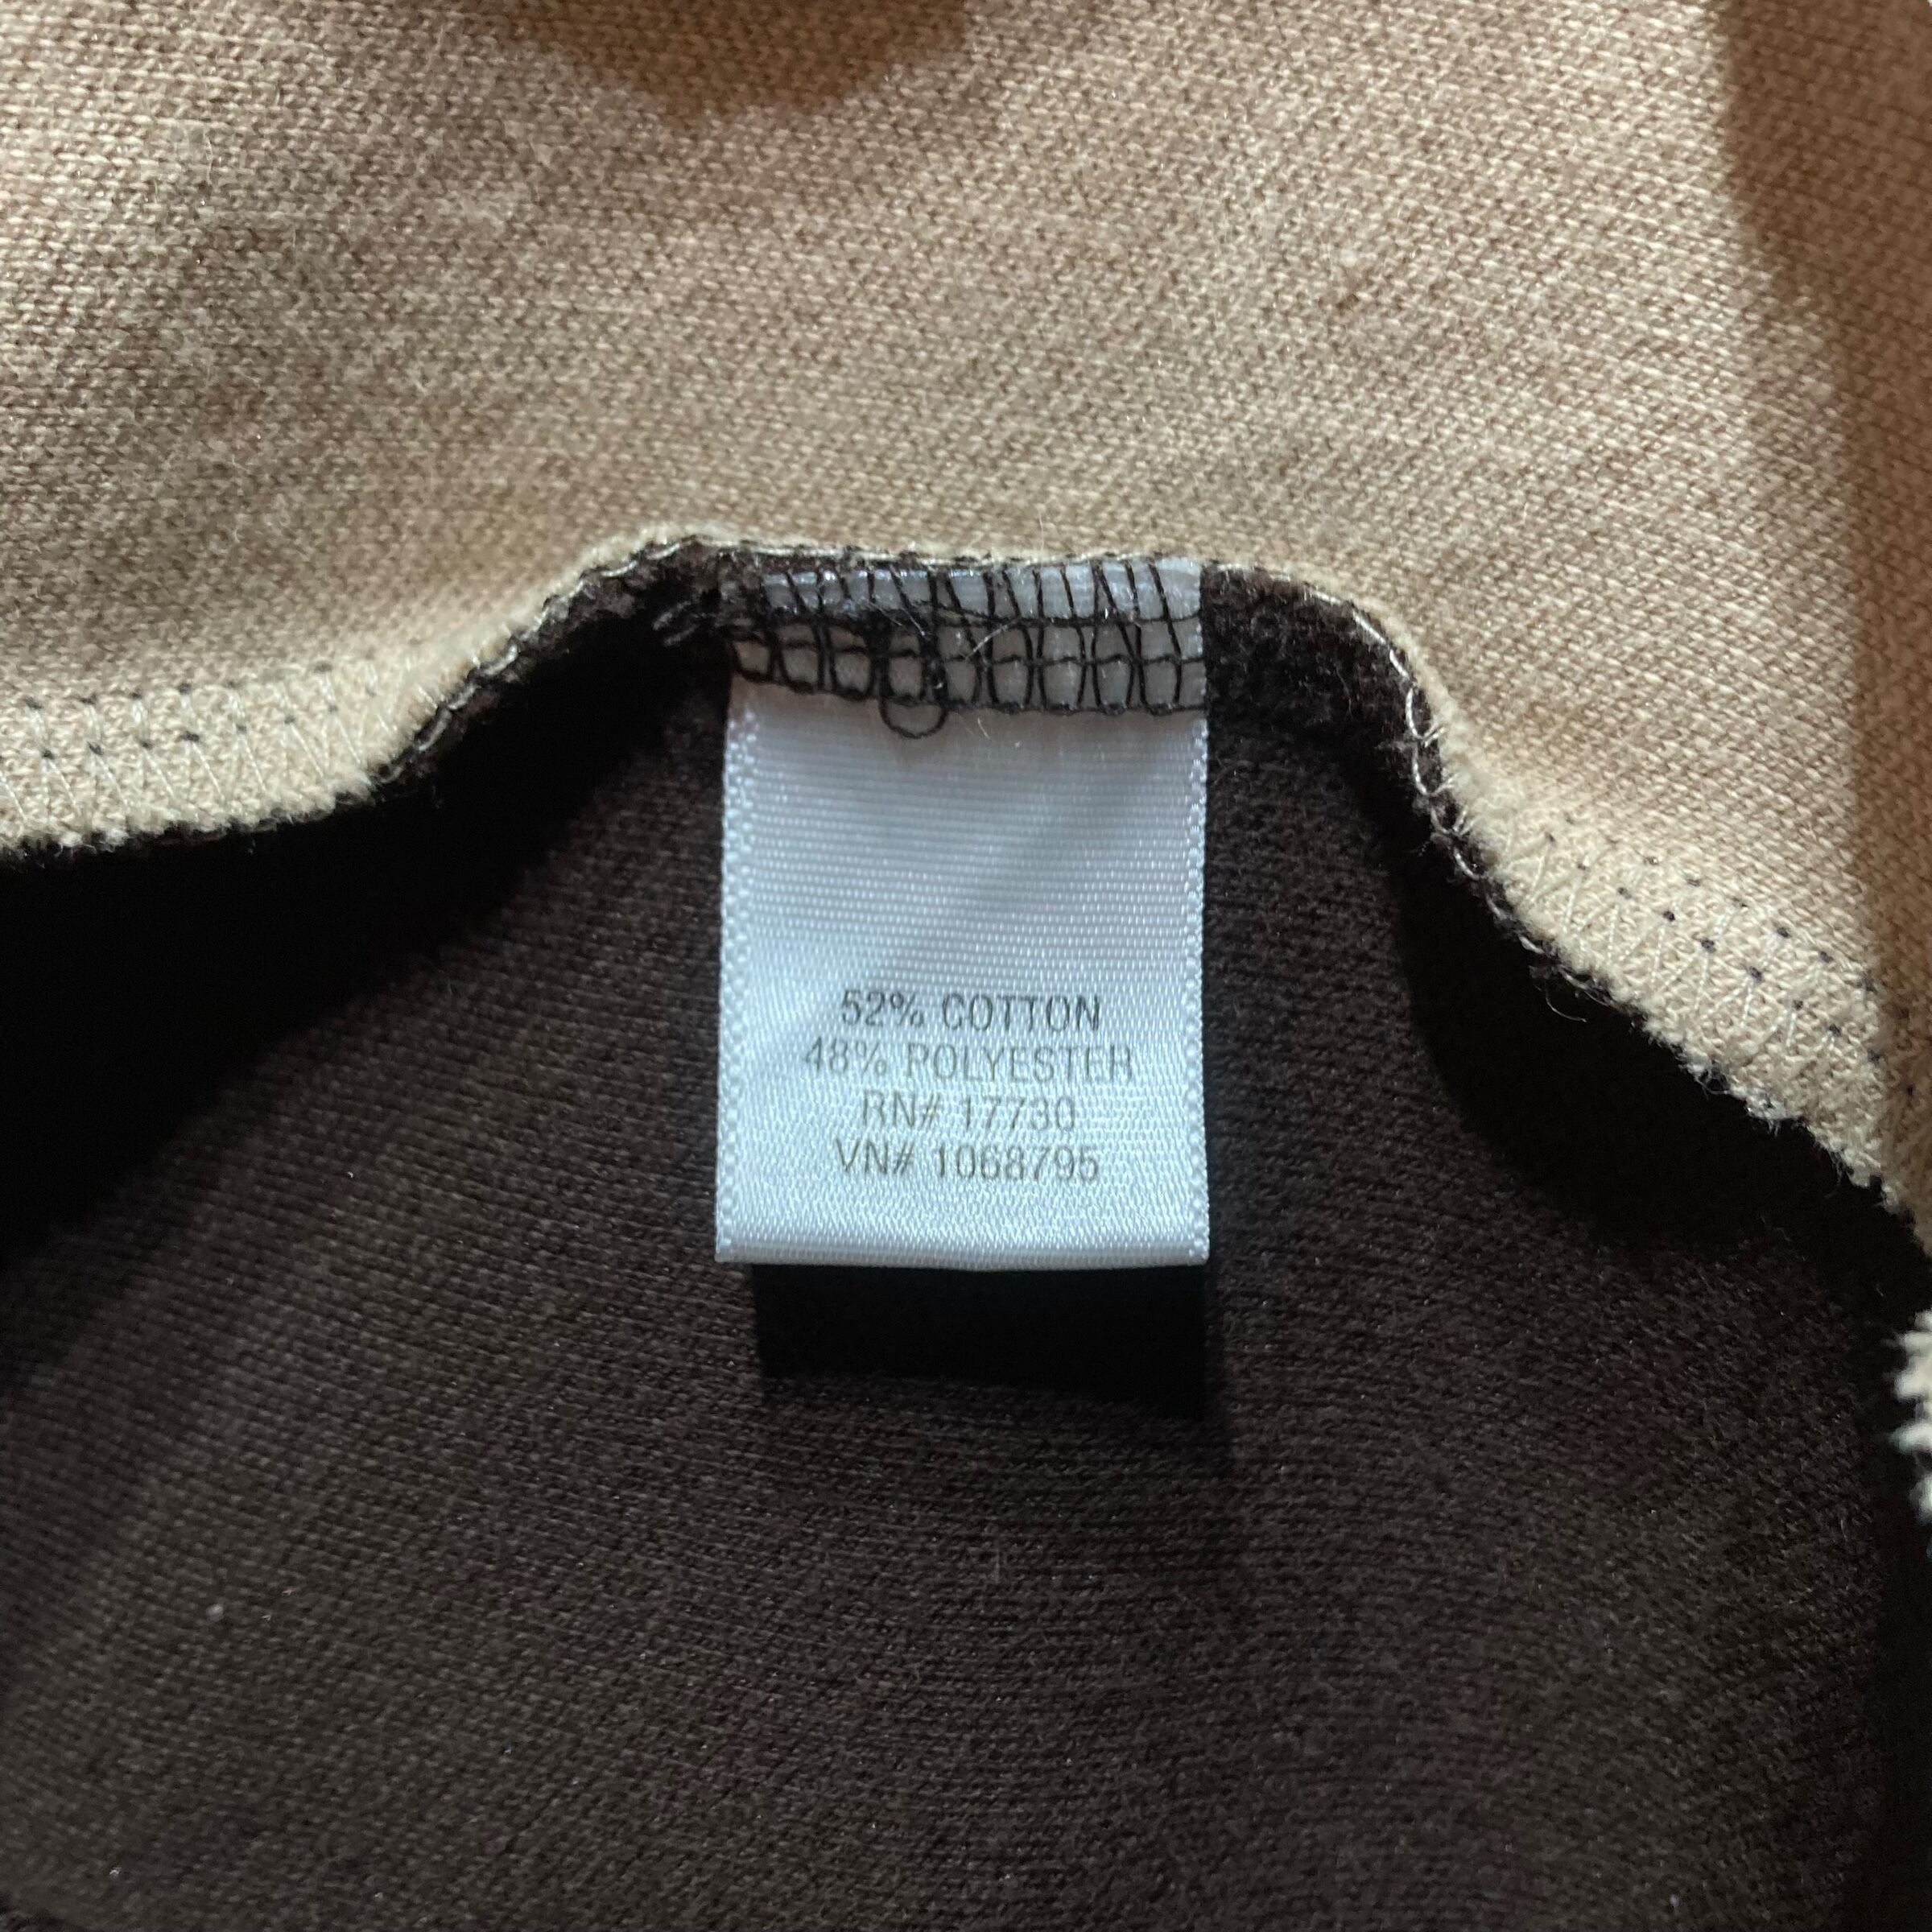 52% COTTON
48% POLYESTER
RN# 17730
VN# 1068795